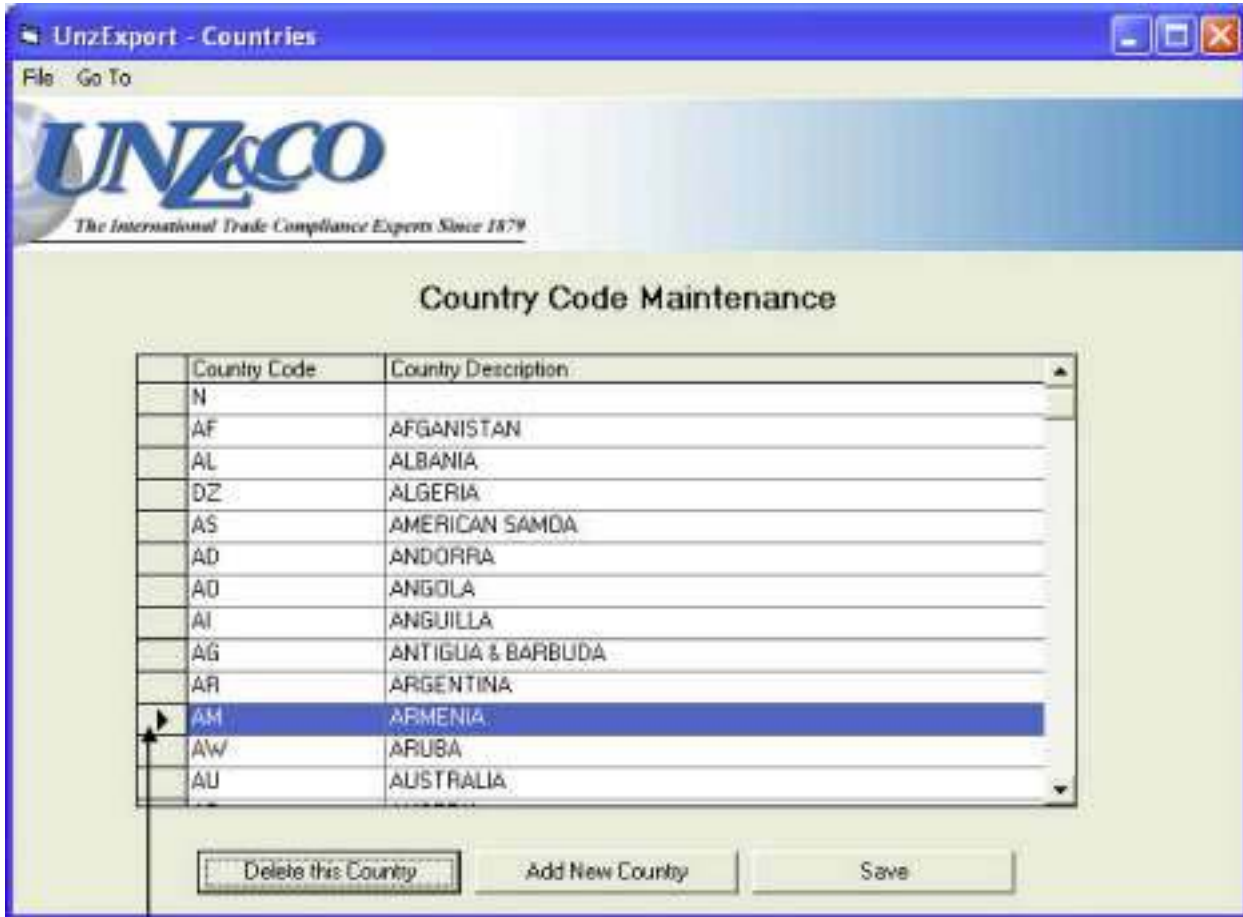 UnzExport - Countries
File Go To
UNZ&CO
The International Trade Compliance Experts Since 1879
Country Code Maintenance
Country Code Country Description
N
AF AFGANISTAN
AL ALBANIA
DZ ALGERIA
AS AMERICAN SAMOA
AD ANDORRA
AO ANGOLA
AI ANGUILLA
AG ANTIGUA & BARBUDA
AR ARGENTINA
AM ARMENIA
AW ARUBA
AU AUSTRALIA
Delete this Country Add New Country Save